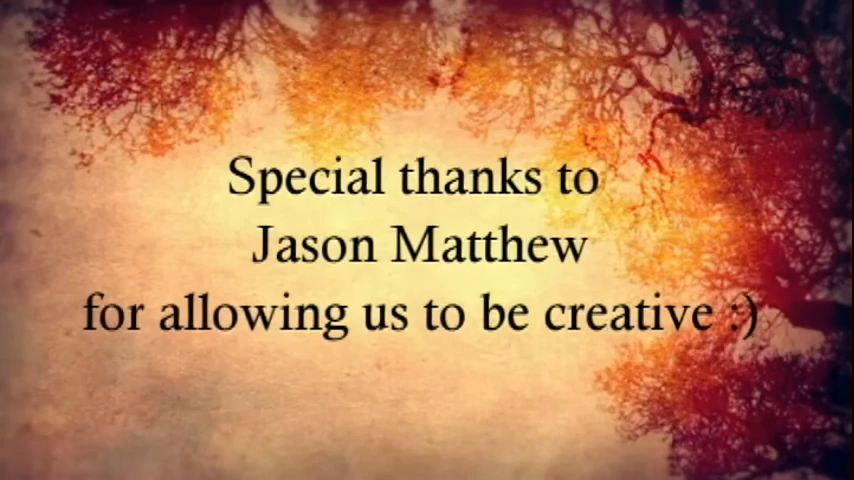 Special thanks to
Jason Matthew
for allowing us to be creative :)